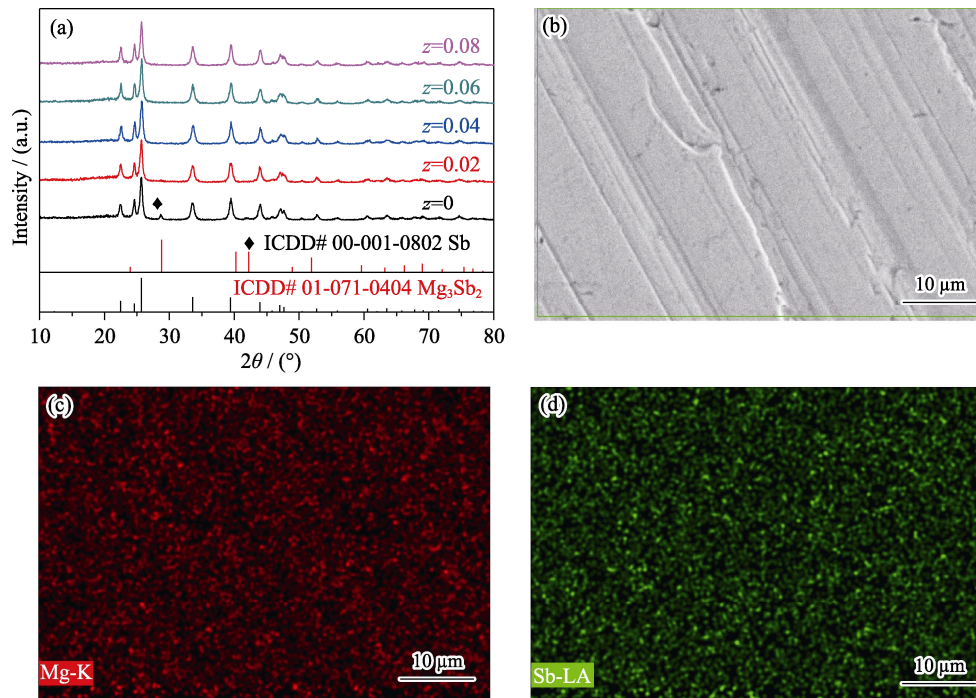 (a)
z=0.08
z=0.06
z=0.04
z=0.02
◆
z=0
◆ ICDD# 00-001-0802 Sb
ICDD# 01-071-0404 Mg₃Sb₂
Intensity / (a.u.)
10 20 30 40 50 60 70 80
2θ / (°)
(b)
10 μm
(c)
Mg-K
10 μm
(d)
Sb-LA
10 μm